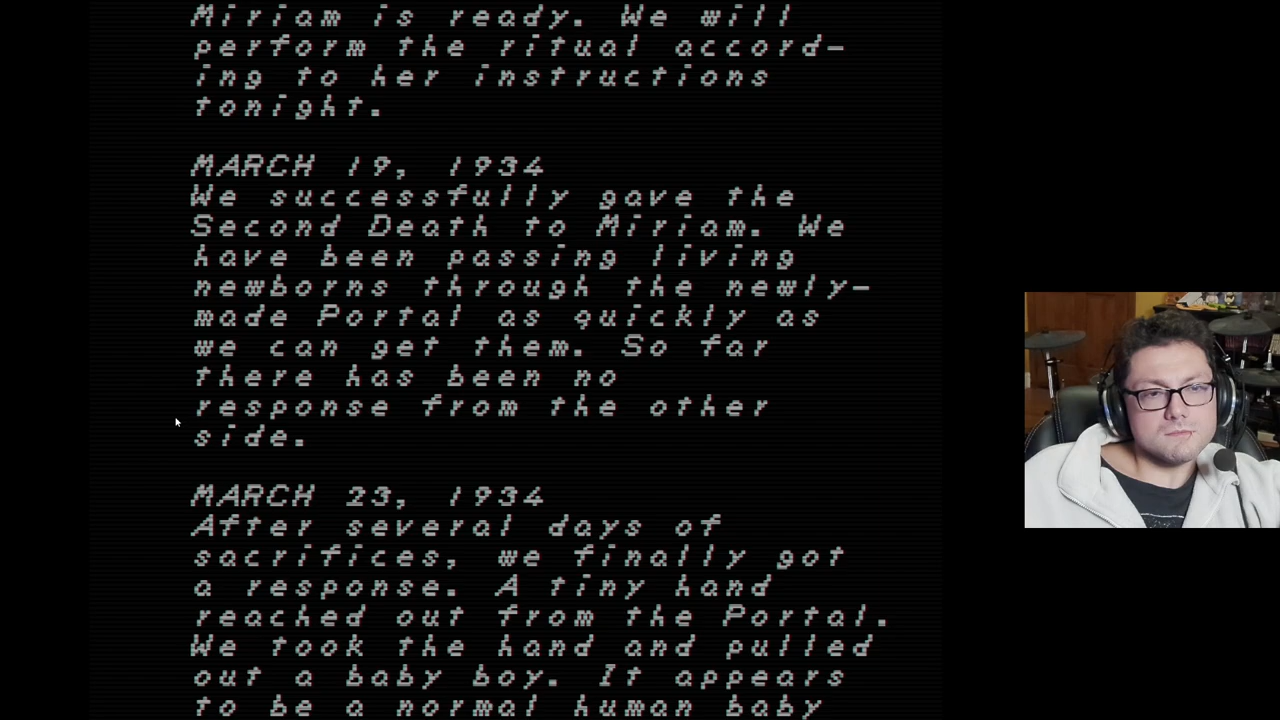 Miriam is ready. We will
perform the ritual accord-
ing to her instructions
tonight.
MARCH 19, 1934
We successfully gave the
Second Death to Miriam. We
have been passing living
newborns through the newly-
made Portal as quickly as
we can get them. So far
there has been no
response from the other
side.
MARCH 23, 1934
After several days of
sacrifices, we finally got
a response. A tiny hand
reached out from the Portal.
We took the hand and pulled
out a baby boy. It appears
to be a normal human baby